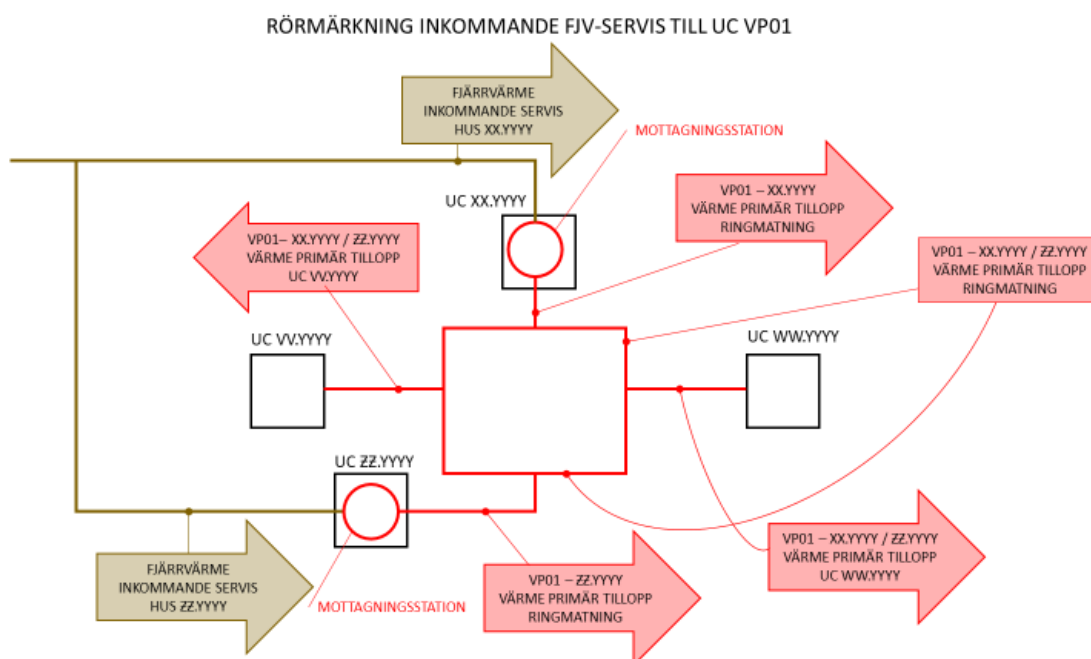 RÖRMÄRKNING INKOMMANDE FJV-SERVIS TILL UC VP01
FJÄRRVÄRME
INKOMMANDE SERVIS
HUS XX.YYYY
MOTTAGNINGSSTATION
UC XX.YYYY
VP01 – XX.YYYY
VÄRME PRIMÄR TILLOPP
RINGMATNING
VP01– XX.YYYY / ZZ.YYYY
VÄRME PRIMÄR TILLOPP
UC VV.YYYY
VP01 – XX.YYYY / ZZ.YYYY
VÄRME PRIMÄR TILLOPP
RINGMATNING
UC VV.YYYY
UC WW.YYYY
UC ZZ.YYYY
FJÄRRVÄRME
INKOMMANDE SERVIS
HUS ZZ.YYYY
MOTTAGNINGSSTATION
VP01 – ZZ.YYYY
VÄRME PRIMÄR TILLOPP
RINGMATNING
VP01 – XX.YYYY / ZZ.YYYY
VÄRME PRIMÄR TILLOPP
UC WW.YYYY